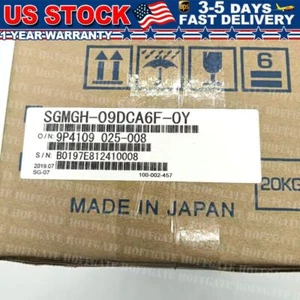 US STOCK
3-5 DAYS
FAST SHIPPING
1-YEAR-WARRANTY
6
SGMGH-09DCA6F-OY
O/N: 9P4109 025-008
S/N: B0197E812410008
2019.07
SG-07
100-002-457
20KG
MADE IN JAPAN